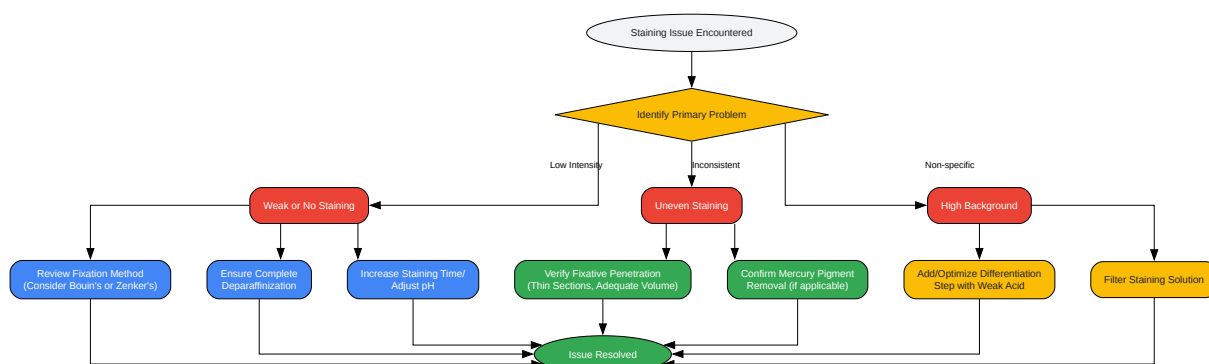 Staining Issue Encountered
Identify Primary Problem
Low Intensity
Inconsistent
Non-specific
Weak or No Staining
Uneven Staining
High Background
Review Fixation Method
(Consider Bouin's or Zenker's)
Ensure Complete
Deparaffinization
Increase Staining Time/
Adjust pH
Verify Fixative Penetration
(Thin Sections, Adequate Volume)
Confirm Mercury Pigment
Removal (if applicable)
Add/Optimize Differentiation
Step with Weak Acid
Filter Staining Solution
Issue Resolved